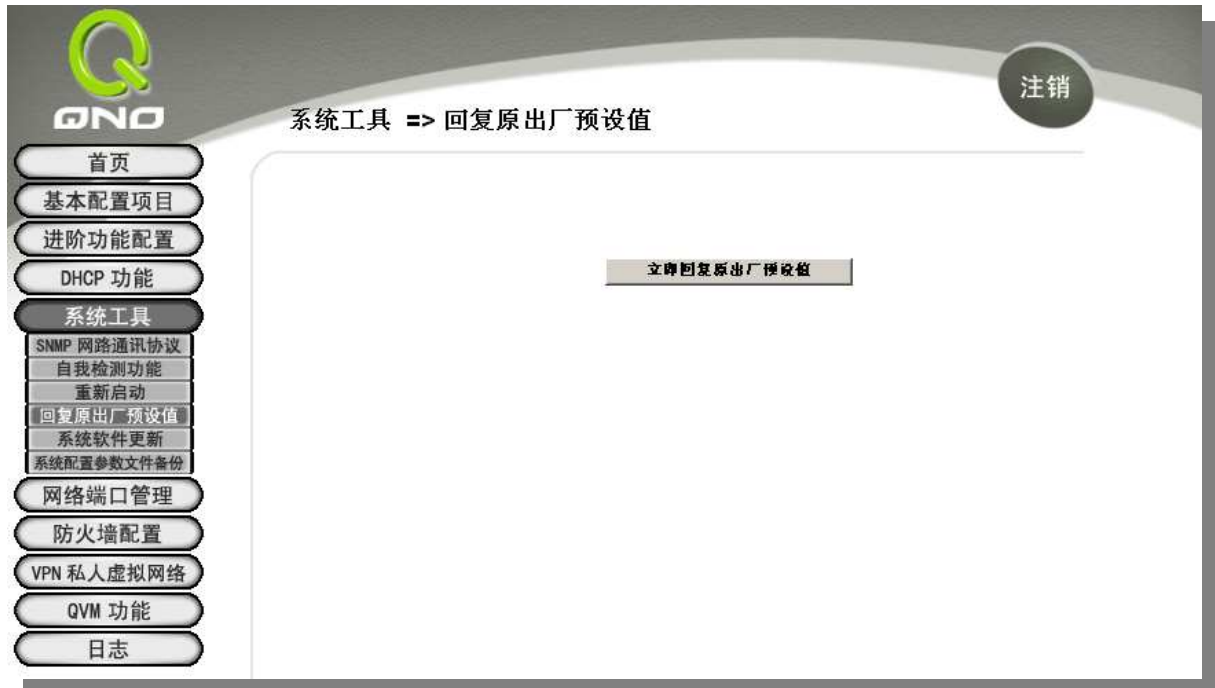 QNO
注销
系统工具 => 回复原出厂预设值
首页
基本配置项目
进阶功能配置
DHCP 功能
系统工具
SNMP 网路通讯协议
自我检测功能
重新启动
回复原出厂预设值
系统软件更新
系统配置参数文件备份
网络端口管理
防火墙配置
VPN 私人虚拟网络
QVM 功能
日志
立即回复原出厂预设值